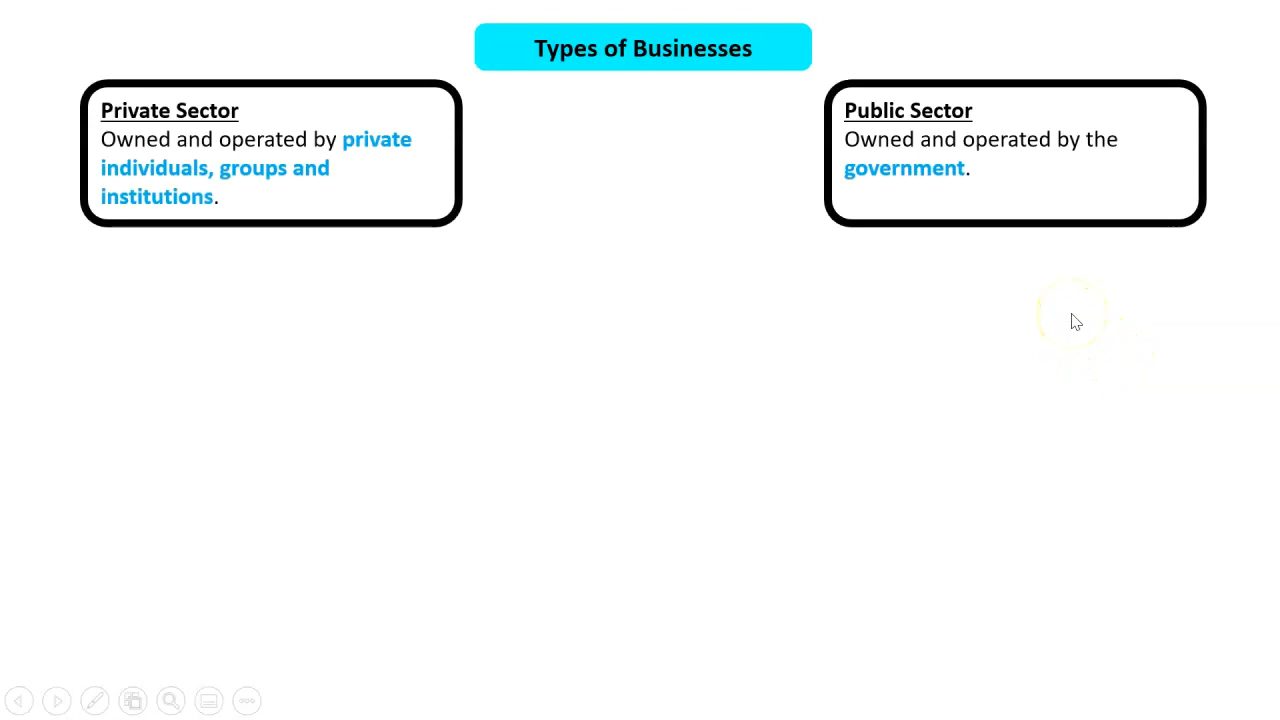 Types of Businesses
Private Sector
Owned and operated by private
individuals, groups and
institutions.
Public Sector
Owned and operated by the
government.